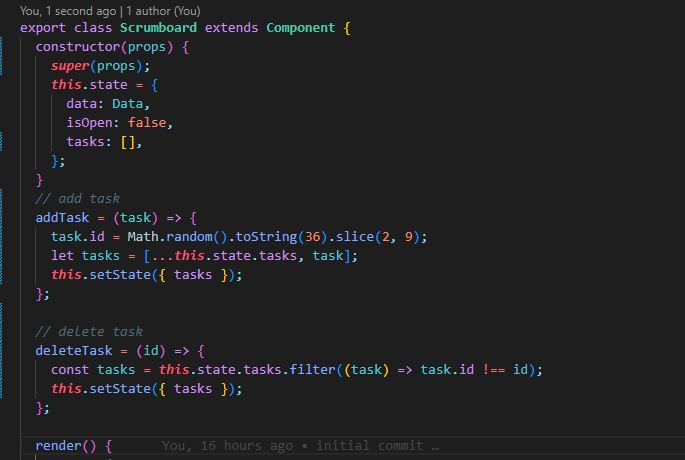 You, 1 second ago | 1 author (You)
export class Scrumboard extends Component {
constructor(props) {
super(props);
this.state = {
data: Data,
isOpen: false,
tasks: [],
};
}
// add task
addTask = (task) => {
task.id = Math.random().toString(36).slice(2, 9);
let tasks = [...this.state.tasks, task];
this.setState({ tasks });
};
// delete task
deleteTask = (id) => {
const tasks = this.state.tasks.filter((task) => task.id !== id);
this.setState({ tasks });
};
render() { You, 16 hours ago • initial commit …